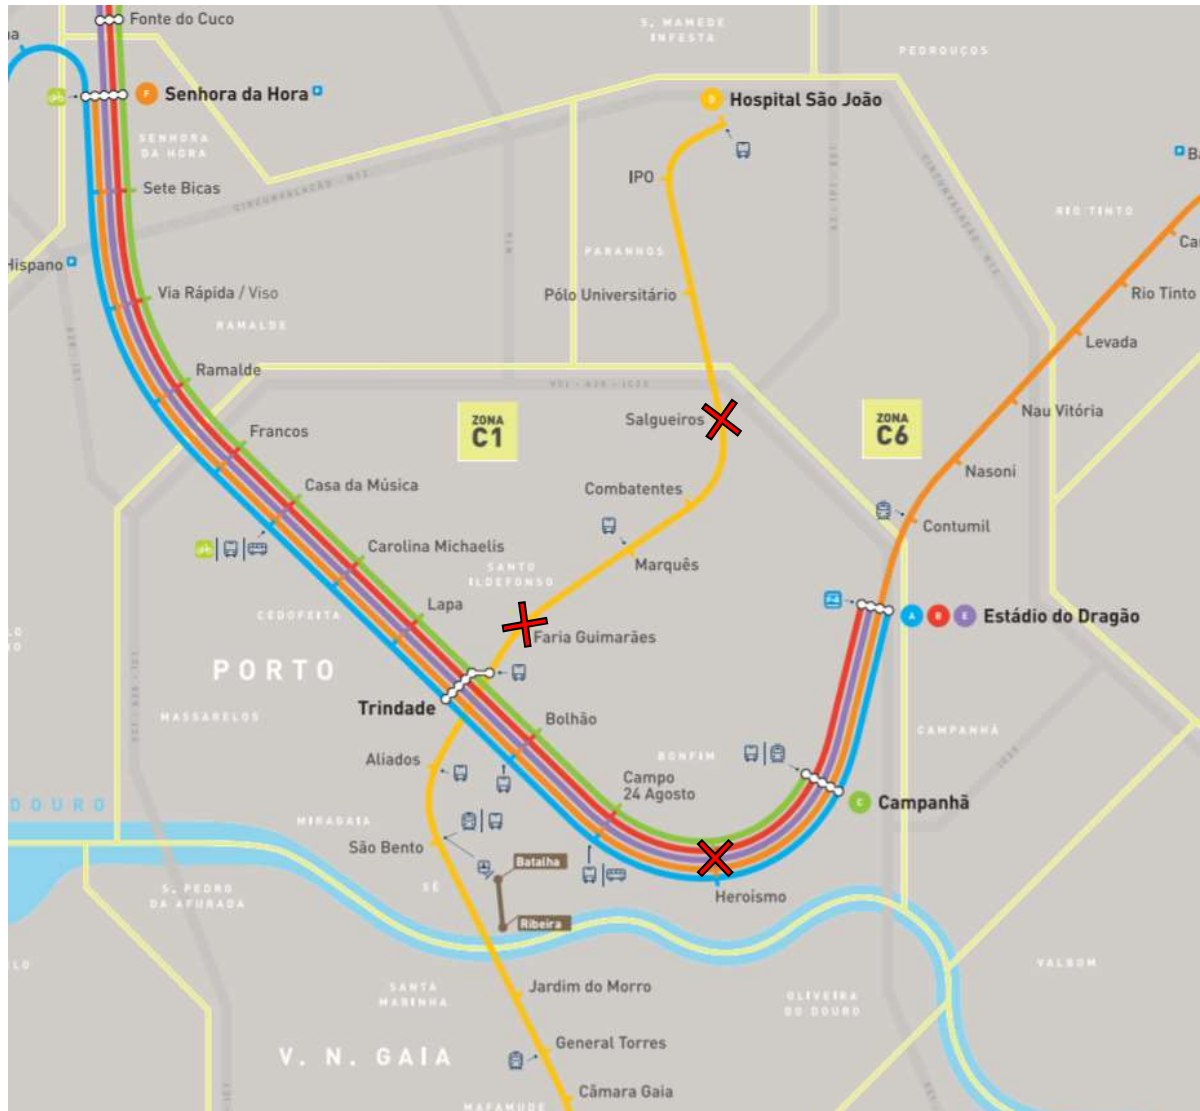 Fonte do Cuco
S. MAMEDE
INFESTA
PEDROUÇOS
F
Senhora da Hora
D
Hospital São João
SENHORA
DA HORA
IPO
Sete Bicas
CIRCUNVALAÇÃO - N12
N14
CIRCUNVALAÇÃO - N12
RIO TINTO
Hispano
PARANHOS
Via Rápida / Viso
Pólo Universitário
Rio Tinto
RAMALDE
Levada
Ramalde
ZONA
C1
ZONA
C6
Salgueiros
Nau Vitória
Francos
Nasoni
Casa da Música
Combatentes
Contumil
Carolina Michaelis
Marquês
SANTO
ILDEFONSO
Lapa
CEDOFEITA
A
B
E
Estádio do Dragão
Faria Guimarães
PORTO
Trindade
MASSARELOS
Bolhão
CAMPANHÃ
Aliados
BONFIM
Campo
24 Agosto
C
Campanhã
DOURO
MIRAGAIA
São Bento
Batalha
SÉ
Heroísmo
S. PEDRO
DA AFURADA
Ribeira
VALBOM
SANTA
MARINHA
Jardim do Morro
OLIVEIRA
DO DOURO
V. N. GAIA
General Torres
Câmara Gaia
MAFAMUDE